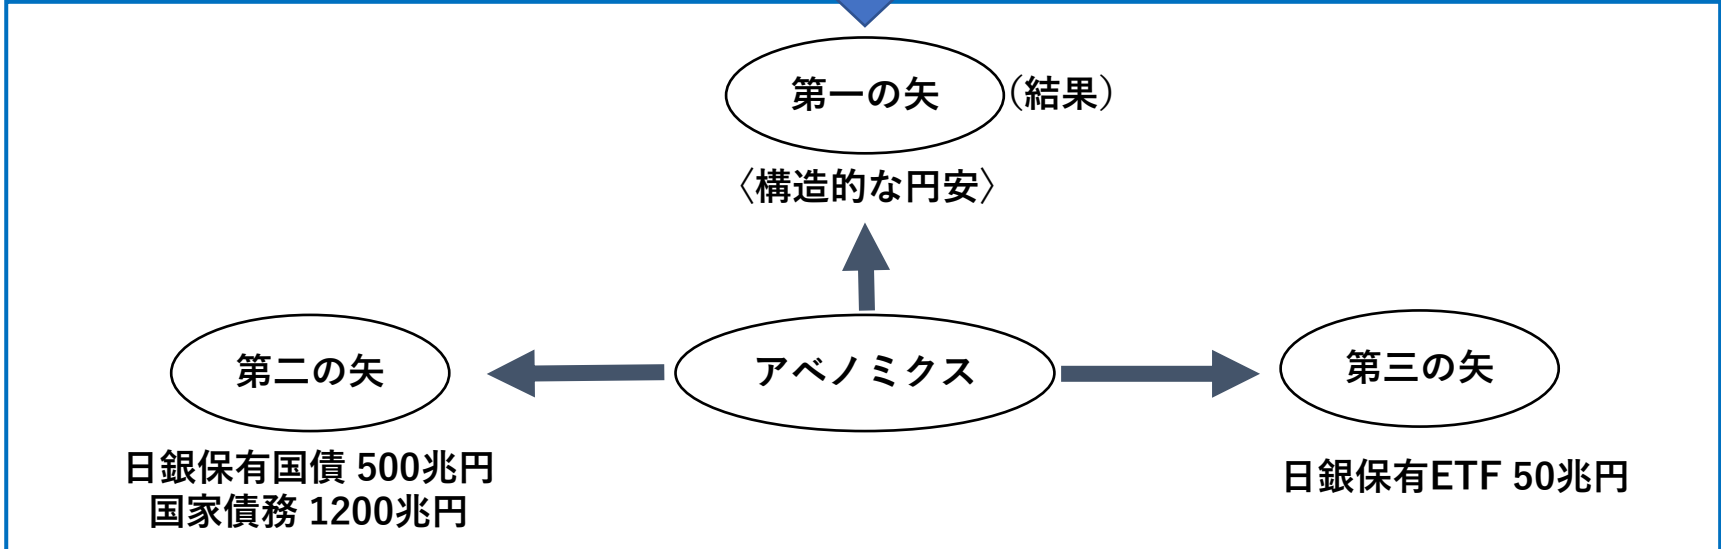 第一の矢 （結果）
〈構造的な円安〉
第二の矢
アベノミクス
第三の矢
日銀保有国債 500兆円
国家債務 1200兆円
日銀保有ETF 50兆円